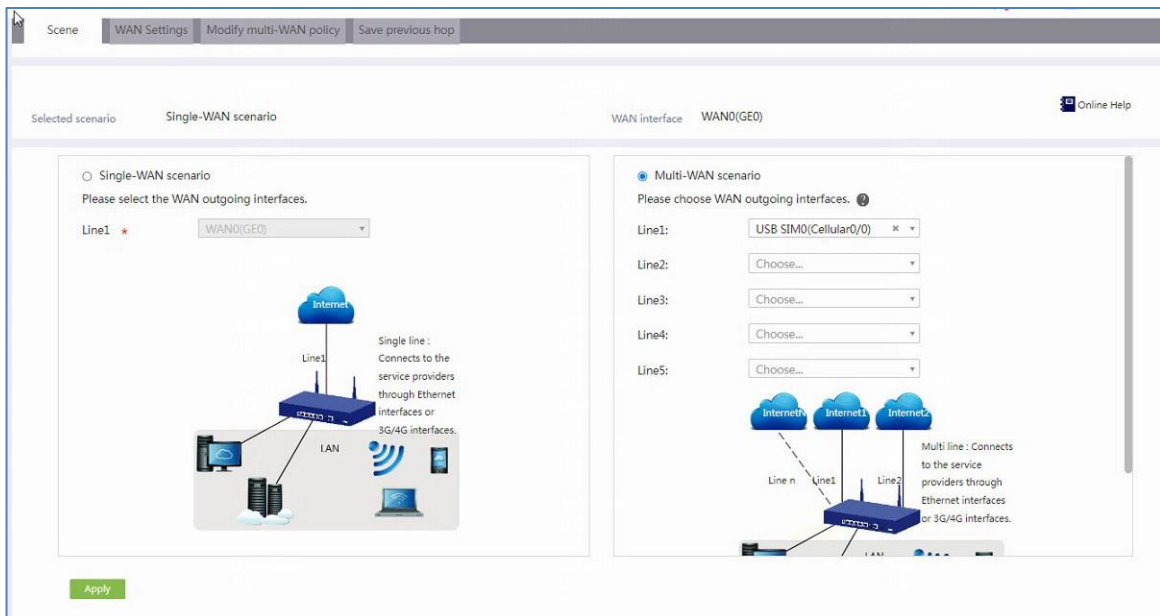 Scene
WAN Settings
Modify multi-WAN policy
Save previous hop
Selected scenario
Single-WAN scenario
WAN interface
WAN0(GE0)
Online Help
Single-WAN scenario
Please select the WAN outgoing interfaces.
Line1 *
WAN0(GE0)
Internet
Line1
Single line :
Connects to the
service providers
through Ethernet
interfaces or
3G/4G interfaces.
LAN
Multi-WAN scenario
Please choose WAN outgoing interfaces. ?
Line1:
USB SIM0(Cellular0/0) ×
Line2:
Choose...
Line3:
Choose...
Line4:
Choose...
Line5:
Choose...
InternetN
Internet1
Internet2
Line n
Line1
Line2
Multi line : Connects
to the service
providers through
Ethernet interfaces
or 3G/4G interfaces.
LAN
Apply